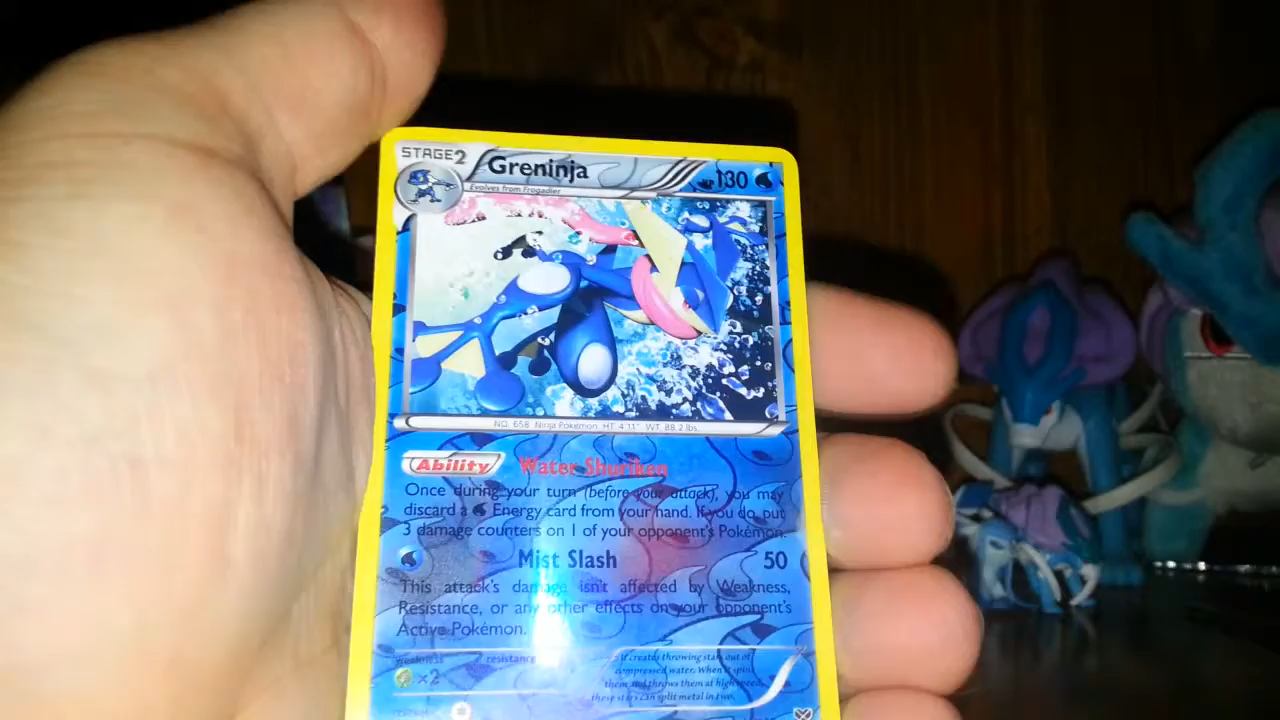 STAGE2 Greninja 130
Evolves from Frogadier
NO. 658 Ninja Pokémon HT. 4'11" WT. 88.2 lbs.
Ability Water Shuriken
Once during your turn (before your attack), you may
discard a Energy card from your hand. If you do, put
3 damage counters on 1 of your opponent's Pokémon.
Mist Slash 50
This attack's damage isn't affected by Weakness,
Resistance, or any other effects on your opponent's
Active Pokémon.
weakness resistance
×2
It creates throwing stars out of
compressed water. When it spins
them and throws them at high speed,
these stars can split metal in two.